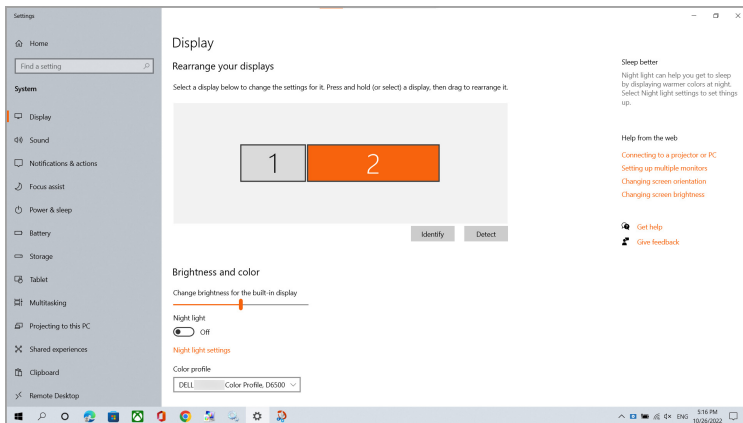 Settings
Home
Find a setting
System
Display
Sound
Notifications & actions
Focus assist
Power & sleep
Battery
Storage
Tablet
Multitasking
Projecting to this PC
Shared experiences
Clipboard
Remote Desktop
Display
Rearrange your displays
Select a display below to change the settings for it. Press and hold (or select) a display, then drag to rearrange it.
1
2
Identify
Detect
Brightness and color
Change brightness for the built-in display
Night light
Off
Night light settings
Color profile
DELL Color Profile, D6500
Sleep better
Night light can help you get to sleep
by displaying warmer colors at night.
Select Night light settings to set things
up.
Help from the web
Connecting to a projector or PC
Setting up multiple monitors
Changing screen orientation
Changing screen brightness
Get help
Give feedback
ENG
5:16 PM
10/26/2022